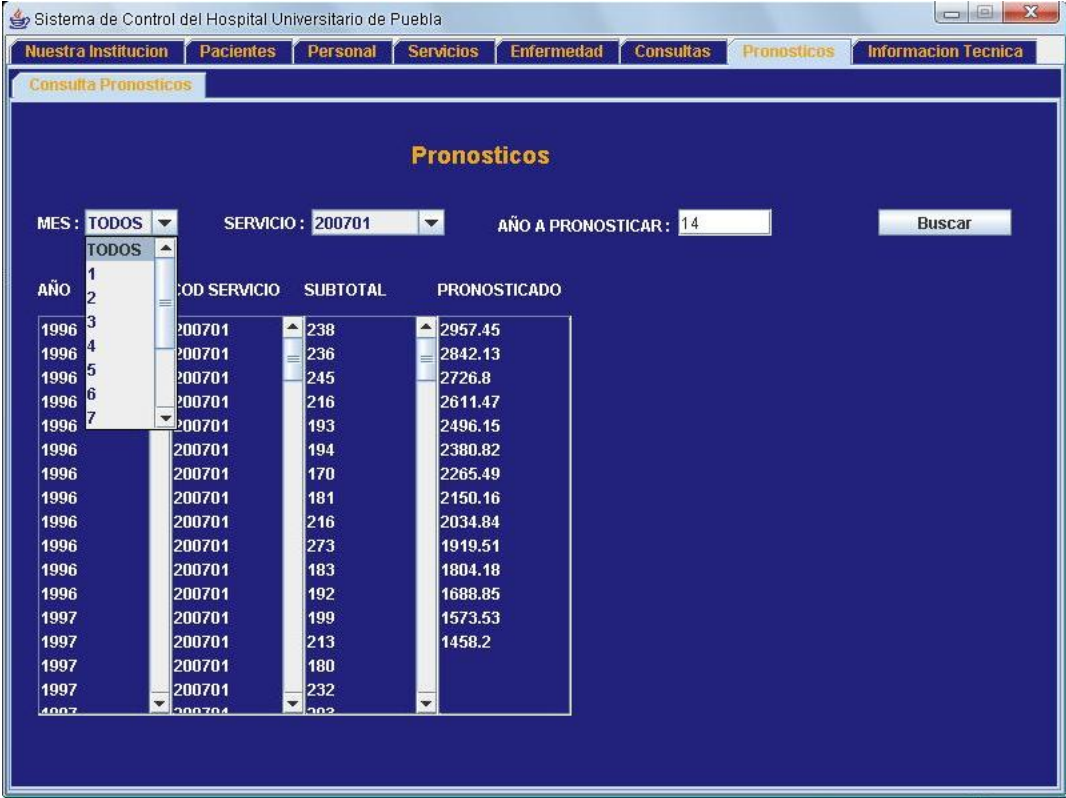 Sistema de Control del Hospital Universitario de Puebla
Nuestra Institucion Pacientes Personal Servicios Enfermedad Consultas Pronosticos Informacion Tecnica
Consulta Pronosticos
Pronosticos
MES : TODOS SERVICIO : 200701 AÑO A PRONOSTICAR : 14 Buscar
TODOS
1
2
3
4
5
6
7
AÑO COD SERVICIO SUBTOTAL PRONOSTICADO
1996 200701 238 2957.45
1996 200701 236 2842.13
1996 200701 245 2726.8
1996 200701 216 2611.47
1996 200701 193 2496.15
1996 200701 194 2380.82
1996 200701 170 2265.49
1996 200701 181 2150.16
1996 200701 216 2034.84
1996 200701 273 1919.51
1996 200701 183 1804.18
1996 200701 192 1688.85
1997 200701 199 1573.53
1997 200701 213 1458.2
1997 200701 180
1997 200701 232